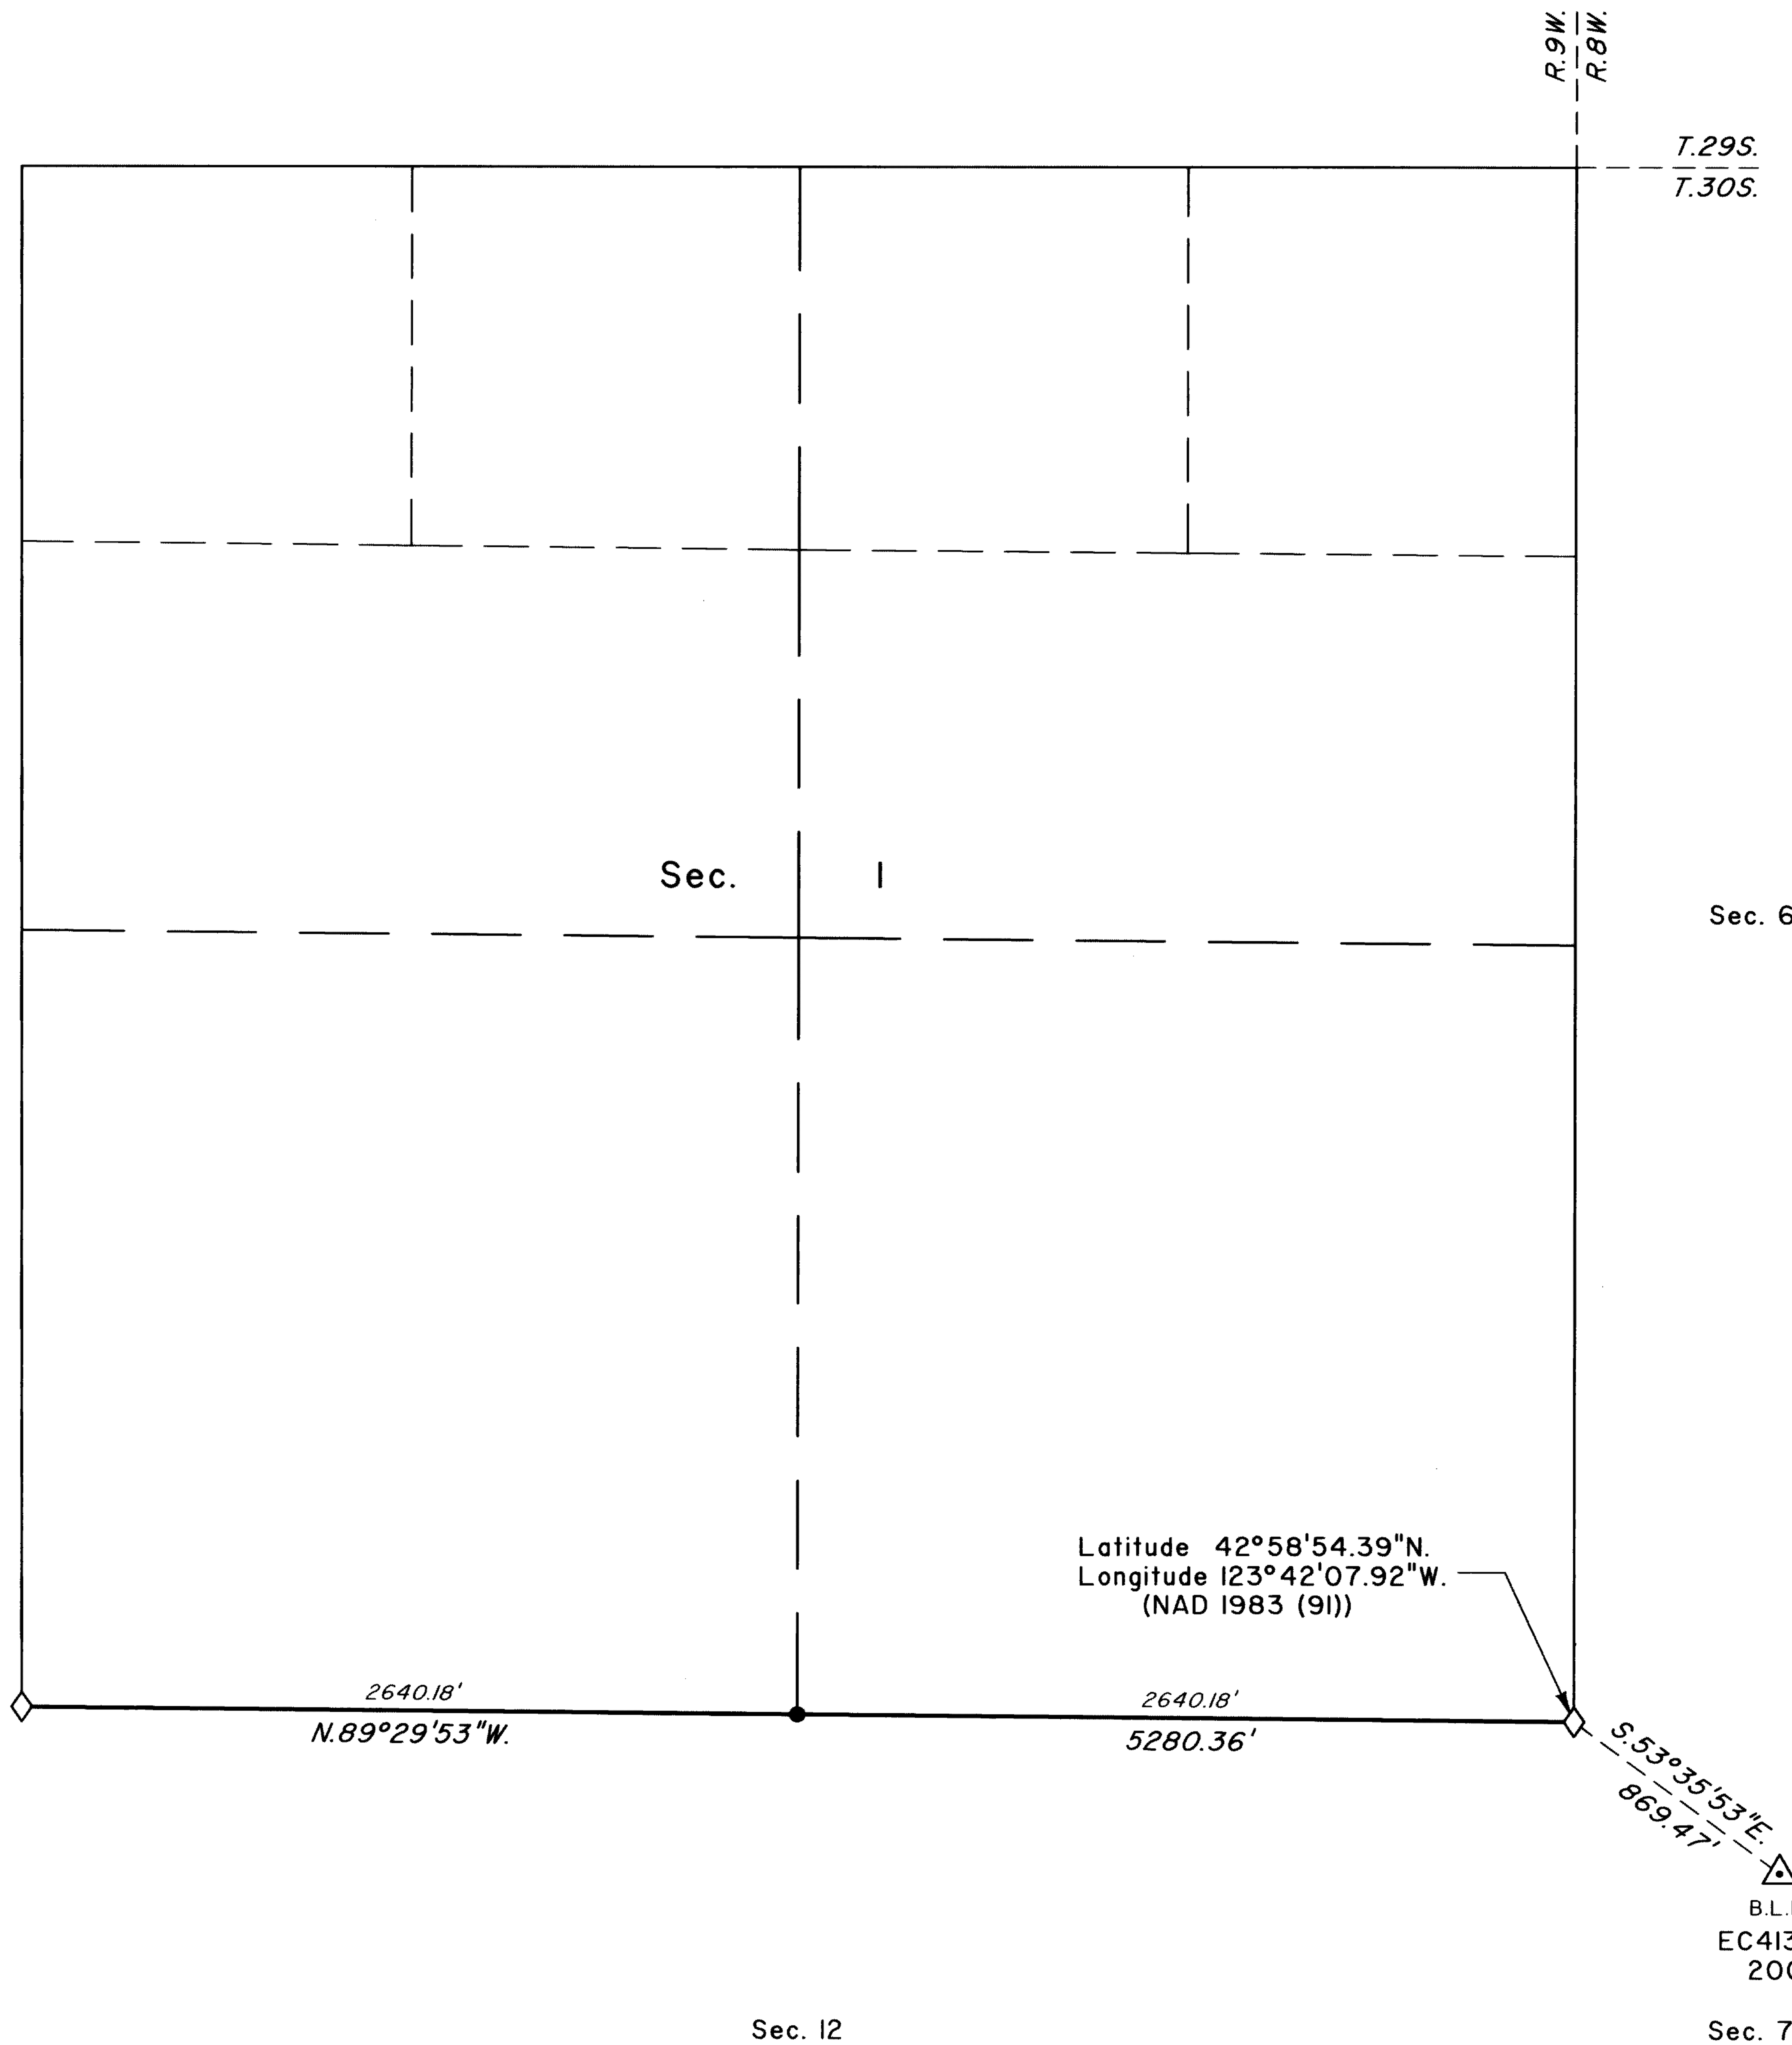 R.9W.
R.8W.
T.29S.
T.30S.
Sec. 1
Sec. 6
Latitude 42°58'54.39"N.
Longitude 123°42'07.92"W.
(NAD 1983 (91))
2640.18'
2640.18'
N.89°29'53"W.
5280.36'
S.53°35'53"E.
869.47'
B.L.
EC413
200
Sec. 12
Sec. 7